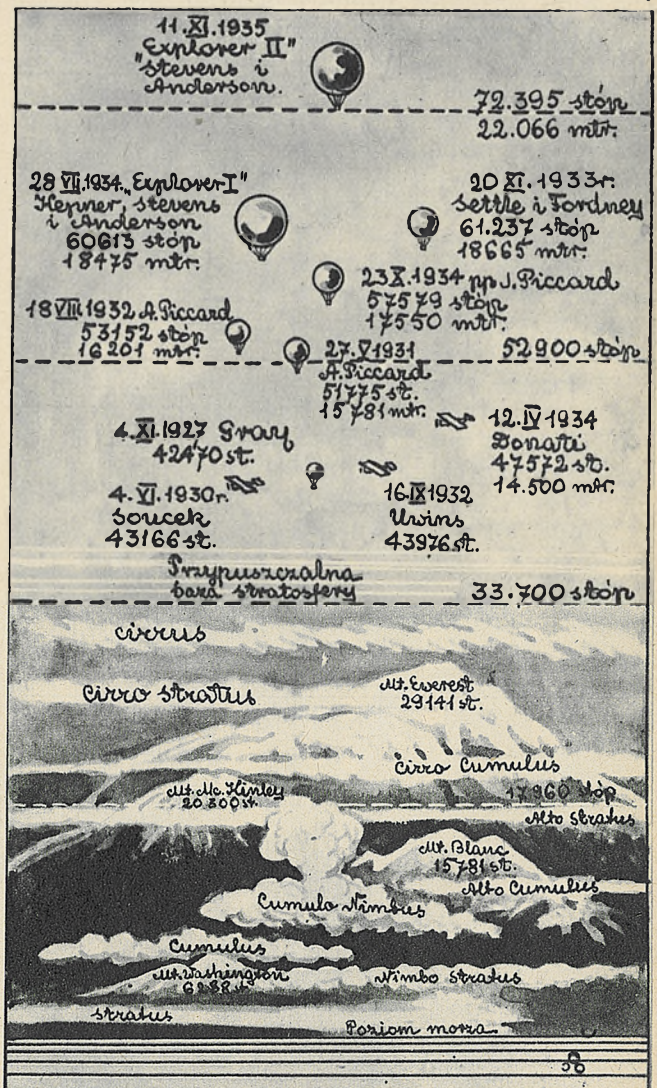 11.XI.1935
"Explorer II"
Stevens i
Anderson.
72.395 stóp
22.066 mtr.
28 VII.1934 „Explorer I"
Kepner, Stevens
i Anderson
60613 stóp
18475 mtr.
20 XI.1933r.
Settle i Fordney
61.237 stóp
18665 mtr.
23 X.1934 pp J. Piccard
57579 stóp
17550 mtr.
18 VIII 1932 A. Piccard
53152 stóp
16201 mtr.
27.V 1931
A. Piccard
51775 st.
15781 mtr.
52900 stóp
4.XI.1927 Gray
42470 st.
12.IV 1934
Donati
47572 st.
14.500 mtr.
4.VI.1930r.
Soucek
43166 st.
16 IX 1932
Uwins
43976 st.
Przypuszczalna
baza stratosfery
33.700 stóp
cirrus
cirro stratus
Mt. Everest
29141 st.
cirro cumulus
Mt. Mc. Kinley
20300 st.
17960 stóp
Alto stratus
Mt. Blanc
15781 st.
Alto Cumulus
Cumulo Nimbus
Cumulus
Mt. Washington
6288 st.
Nimbo stratus
stratus
Poziom morza